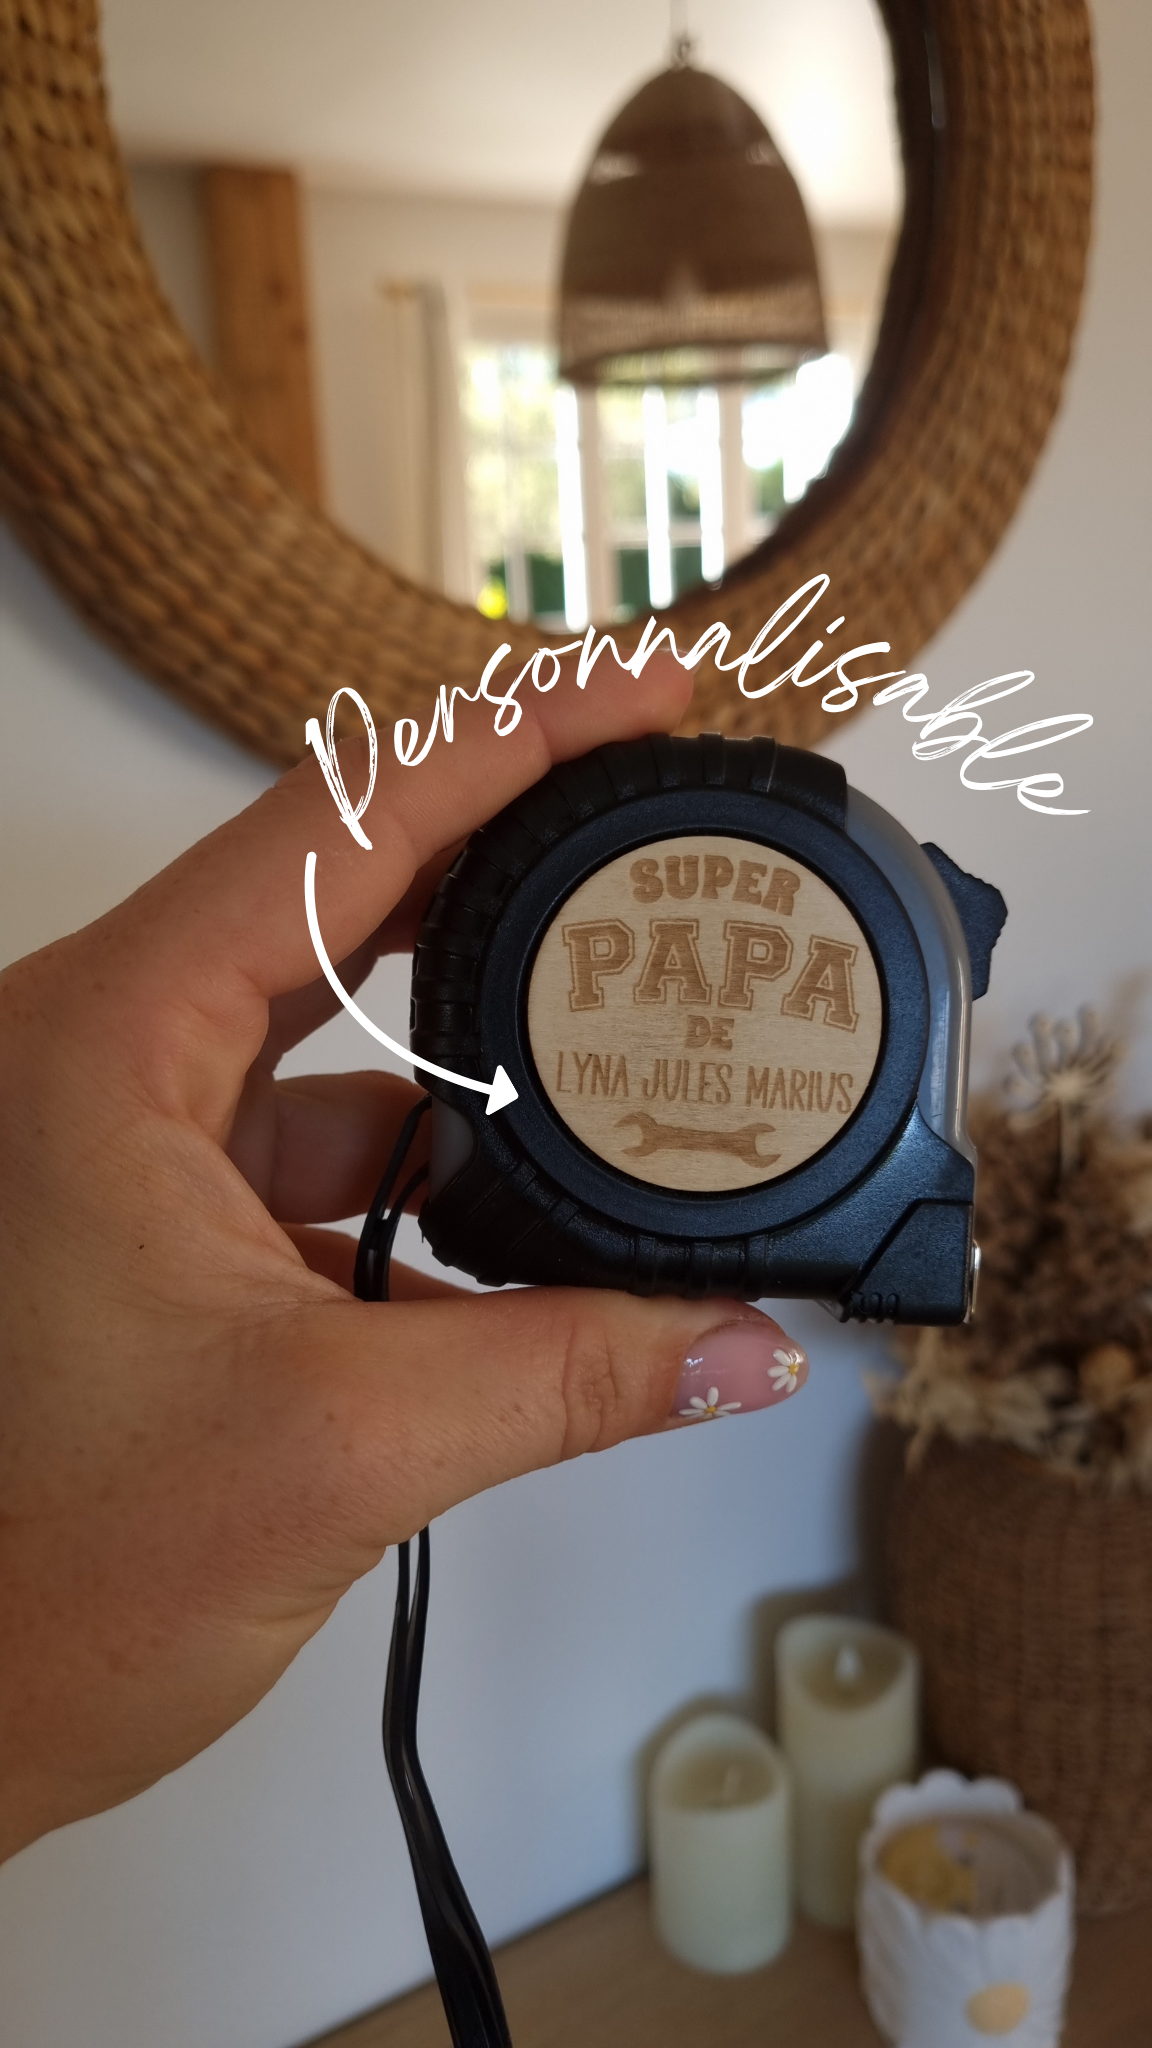 Personnalisable
SUPER
PAPA
DE
LYNA JULES MARIUS